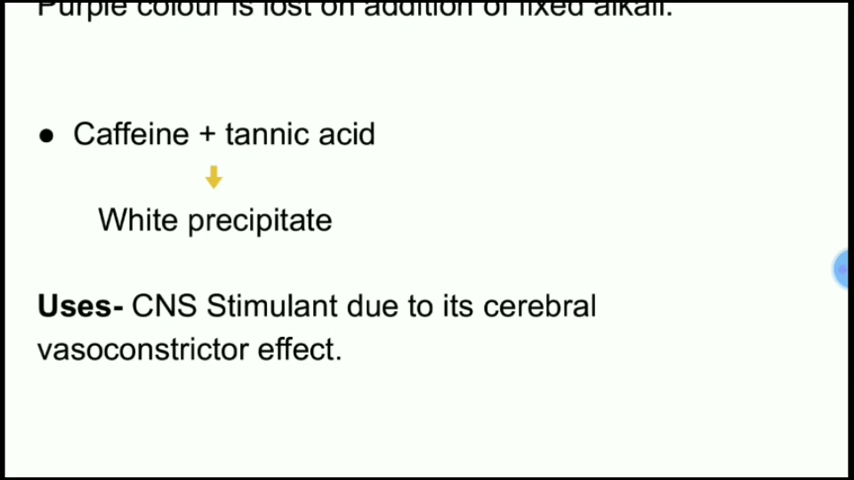 Purple colour is lost on addition of fixed alkali.
● Caffeine + tannic acid
White precipitate
Uses- CNS Stimulant due to its cerebral
vasoconstrictor effect.